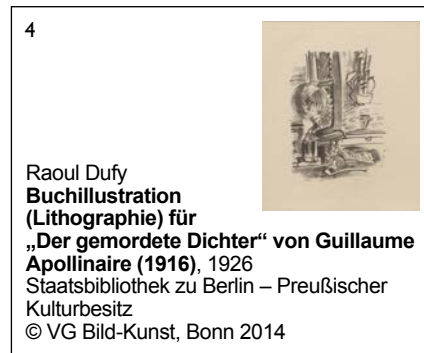 4
Raoul Dufy
Buchillustration
(Lithographie) für
„Der gemordete Dichter“ von Guillaume
Apollinaire (1916), 1926
Staatsbibliothek zu Berlin – Preußischer
Kulturbesitz
© VG Bild-Kunst, Bonn 2014